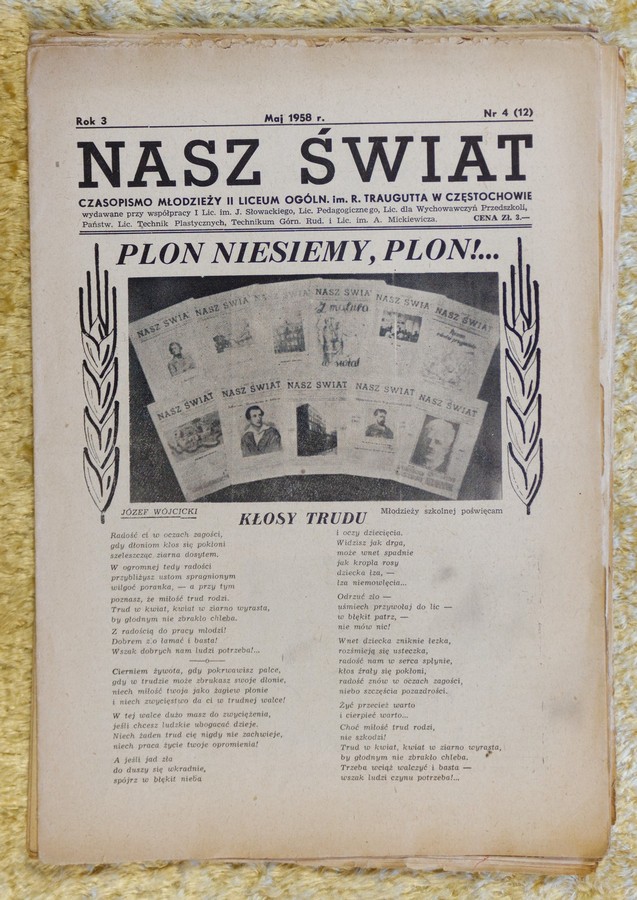 Rok 3 Maj 1958 r. Nr 4 (12)
NASZ ŚWIAT
CZASOPISMO MŁODZIEŻY II LICEUM OGÓLN. im. R. TRAUGUTTA W CZĘSTOCHOWIE
wydawane przy współpracy I Lic. im. J. Słowackiego, Lic. Pedagogicznego, Lic. dla Wychowawczyń Przedszkoli,
Państw. Lic. Technik Plastycznych, Technikum Górn. Rud. i Lic. im. A. Mickiewicza. CENA ZŁ 3.—
PLON NIESIEMY, PLON!...
NASZ ŚWIAT
NASZ ŚWIA
NASZ ŚWIA
NASZ ŚWIA
NASZ ŚWIA
NASZ ŚWIA
Z matura
w świat
NASZ ŚWIAT
NASZ ŚWIAT
NASZ ŚWIAT
NASZ ŚWIAT
NASZ ŚWIAT
JÓZEF WÓJCICKI
KŁOSY TRUDU
Młodzieży szkolnej poświęcam
Radość ci w oczach zagości,
gdy dłoniom kłos się pokłoni
szeleszcząc ziarna dosytem.
W ogromnej tedy radości
przybliżysz ustom spragnionym
wilgoć poranka, — a przy tym
poznasz, że miłość trud rodzi.
Trud w kwiat, kwiat w ziarno wyrasta,
by głodnym nie zbrakło chleba.
Z radością do pracy młodzi!
Dobrem zło łamać i basta!
Wszak dobrych nam ludzi potrzeba!...
Cierniem żywota, gdy pokrwawisz palce,
gdy w trudzie może zbrukasz swoje dłonie,
niech miłość twoja jako żagiew płonie
i niech zwycięstwo da ci w trudnej walce!
W tej walce dużo masz do zwyciężenia,
jeśli chcesz ludzkie ubogacać dzieje.
Niech żaden trud cię nigdy nie zachwieje,
niech praca życie twoje opromienia!
A jeśli jad zła
do duszy się wkradnie,
spójrz w błękit nieba
i oczy dziecięcia.
Widzisz jak drga,
może wnet spadnie
jak kropla rosy
dziecka łza, —
łza niemowlęcia...
Odrzuć zło —
uśmiech przywołaj do lic —
w błękit patrz, —
nie mów nic!
Wnet dziecka zniknie łezka,
rozśmieją się usteczka,
radość nam w serca spłynie,
kłos źrały się pokłoni,
radość znów w oczach zagości,
niebo szczęścia pozazdrości.
Żyć przecież warto
i cierpieć warto...
Choć miłość trud rodzi,
nie szkodzi!
Trud w kwiat, kwiat w ziarno wyrasta,
by głodnym nie zbrakło chleba.
Trzeba wciąż walczyć i basta —
wszak ludzi czynu potrzeba!...